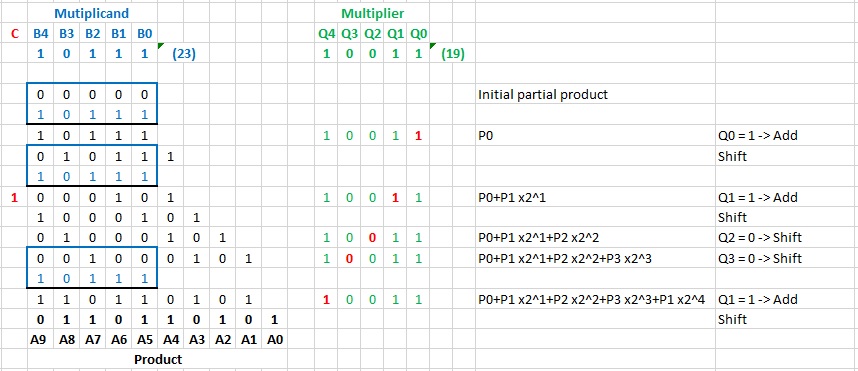 Mutiplicand Multiplier
C B4 B3 B2 B1 B0 Q4 Q3 Q2 Q1 Q0
1 0 1 1 1 (23) 1 0 0 1 1 (19)
0 0 0 0 0 Initial partial product
1 0 1 1 1
1 0 1 1 1 1 0 0 1 1 P0 Q0 = 1 -> Add
0 1 0 1 1 1 Shift
1 0 1 1 1
1 0 0 0 1 0 1 1 0 0 1 1 P0+P1 x2^1 Q1 = 1 -> Add
1 0 0 0 1 0 1 Shift
0 1 0 0 0 1 0 1 1 0 0 1 1 P0+P1 x2^1+P2 x2^2 Q2 = 0 -> Shift
0 0 1 0 0 0 1 0 1 1 0 0 1 1 P0+P1 x2^1+P2 x2^2+P3 x2^3 Q3 = 0 -> Shift
1 0 1 1 1
1 1 0 1 1 0 1 0 1 1 0 0 1 1 P0+P1 x2^1+P2 x2^2+P3 x2^3+P1 x2^4 Q1 = 1 -> Add
0 1 1 0 1 1 0 1 0 1 Shift
A9 A8 A7 A6 A5 A4 A3 A2 A1 A0
Product